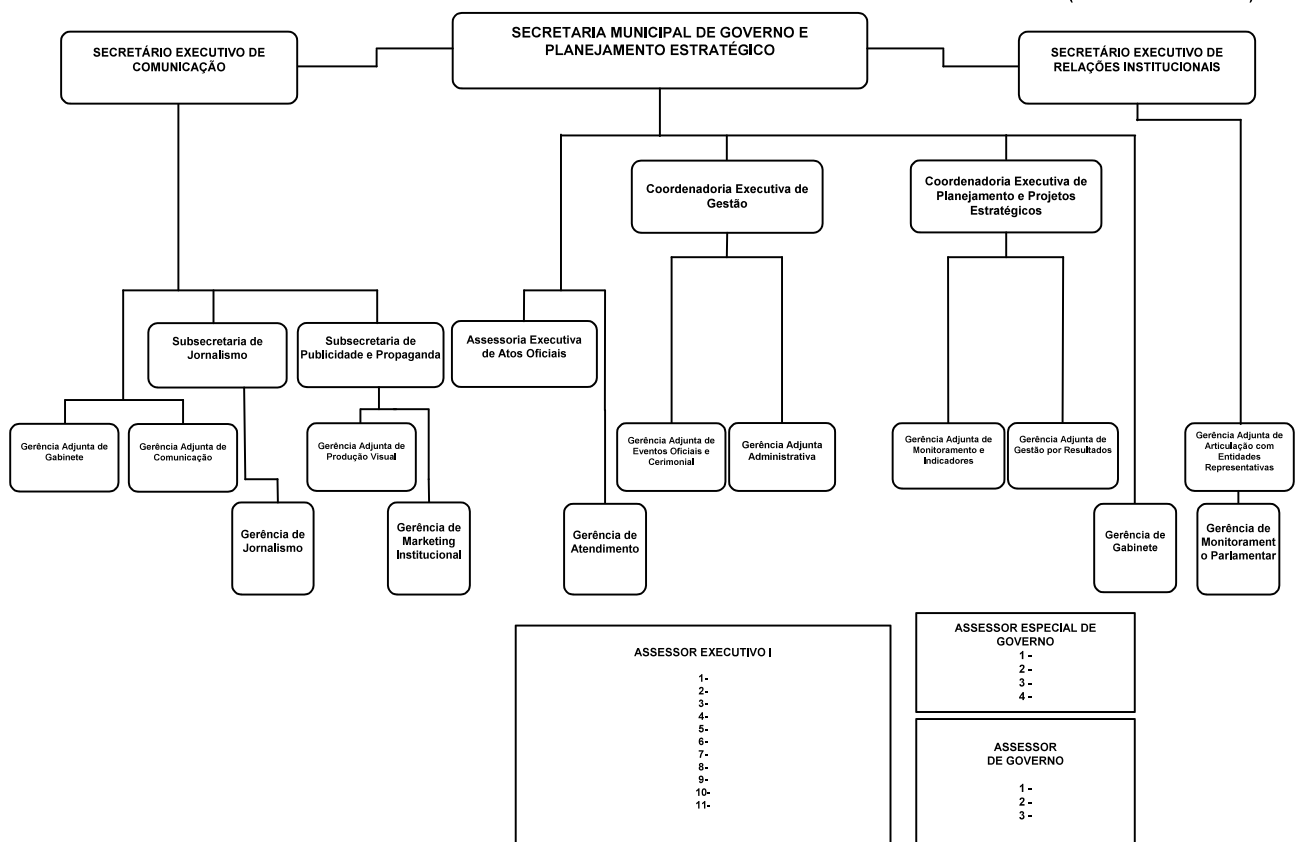 SECRETARIA MUNICIPAL DE GOVERNO E
PLANEJAMENTO ESTRATÉGICO
SECRETÁRIO EXECUTIVO DE
COMUNICAÇÃO
SECRETÁRIO EXECUTIVO DE
RELAÇÕES INSTITUCIONAIS
Coordenadoria Executiva de
Gestão
Coordenadoria Executiva de
Planejamento e Projetos
Estratégicos
Subsecretaria de
Jornalismo
Subsecretaria de
Publicidade e Propaganda
Assessoria Executiva
de Atos Oficiais
Gerência Adjunta de
Gabinete
Gerência Adjunta de
Comunicação
Gerência Adjunta de
Produção Visual
Gerência Adjunta de
Eventos Oficiais e
Cerimonial
Gerência Adjunta
Administrativa
Gerência Adjunta de
Monitoramento e
Indicadores
Gerência Adjunta de
Gestão por Resultados
Gerência Adjunta de
Articulação com
Entidades
Representativas
Gerência de
Jornalismo
Gerência de
Marketing
Institucional
Gerência de
Atendimento
Gerência de
Gabinete
Gerência de
Monitorament
o Parlamentar
ASSESSOR EXECUTIVO I
1-
2-
3-
4-
5-
6-
7-
8-
9-
10-
11-
ASSESSOR ESPECIAL DE
GOVERNO
1 -
2 -
3 -
4 -
ASSESSOR
DE GOVERNO
1 -
2 -
3 -